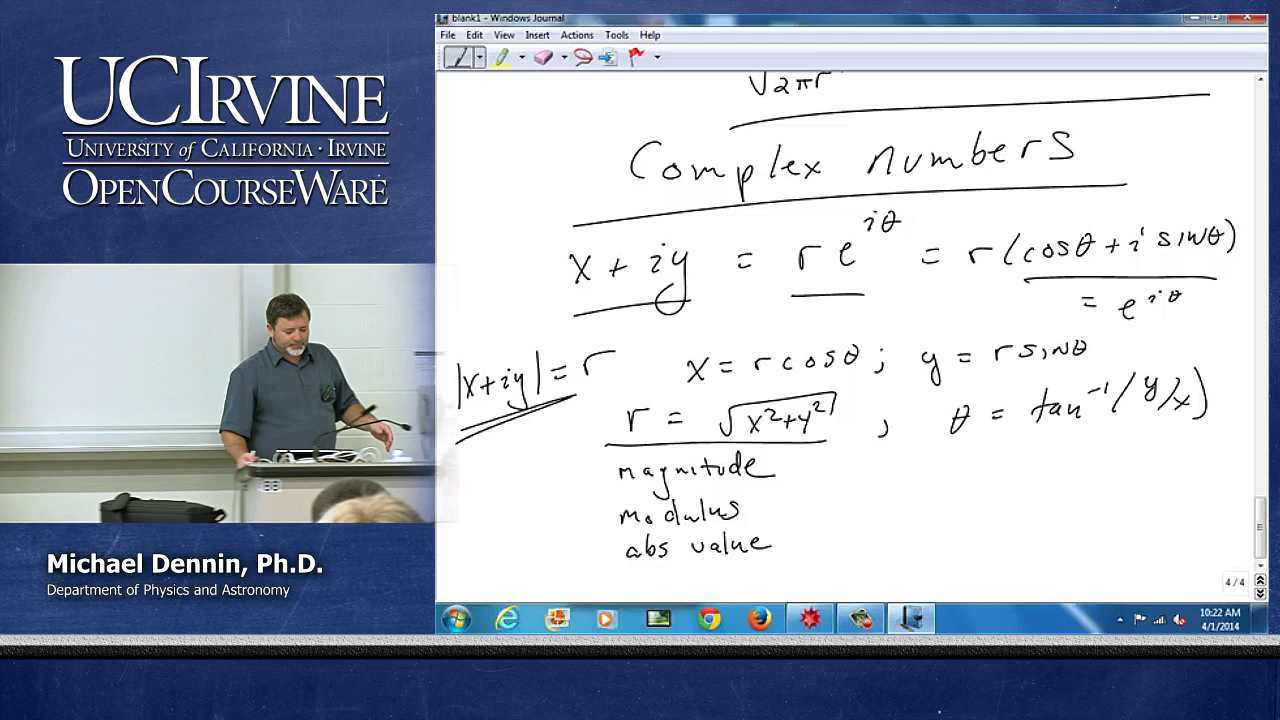 UCIRVINE
UNIVERSITY of CALIFORNIA · IRVINE
OPENCOURSEWARE
Michael Dennin, Ph.D.
Department of Physics and Astronomy
blank1 - Windows Journal
File Edit View Insert Actions Tools Help
√2πr
Complex numbers
x + iy = re^{iθ} = r(cosθ + i sinθ)
= e^{iθ}
|x+iy| = r
x = r cosθ ; y = r sinθ
r = √x²+y² , θ = tan⁻¹(y/x)
magnitude
modulus
abs value
4 / 4
10:22 AM
4/1/2014